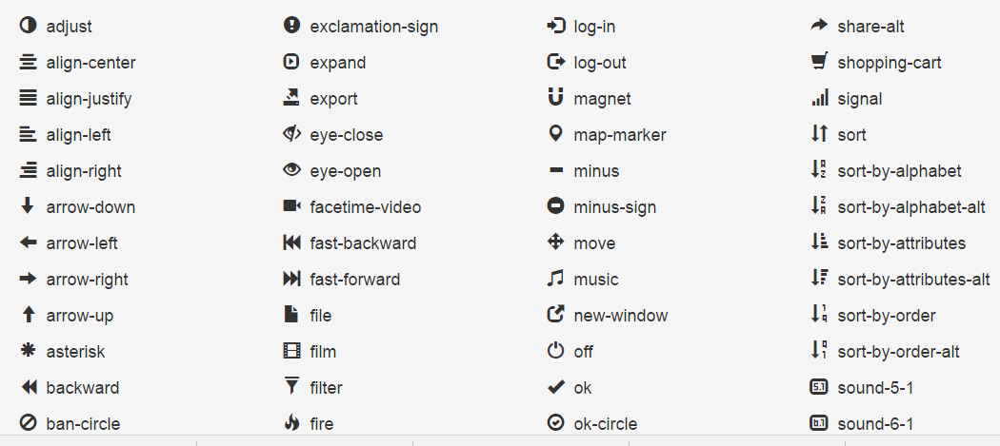 adjust
align-center
align-justify
align-left
align-right
arrow-down
arrow-left
arrow-right
arrow-up
asterisk
backward
ban-circle
exclamation-sign
expand
export
eye-close
eye-open
facetime-video
fast-backward
fast-forward
file
film
filter
fire
log-in
log-out
magnet
map-marker
minus
minus-sign
move
music
new-window
off
ok
ok-circle
share-alt
shopping-cart
signal
sort
sort-by-alphabet
sort-by-alphabet-alt
sort-by-attributes
sort-by-attributes-alt
sort-by-order
sort-by-order-alt
5.1 sound-5-1
6.1 sound-6-1